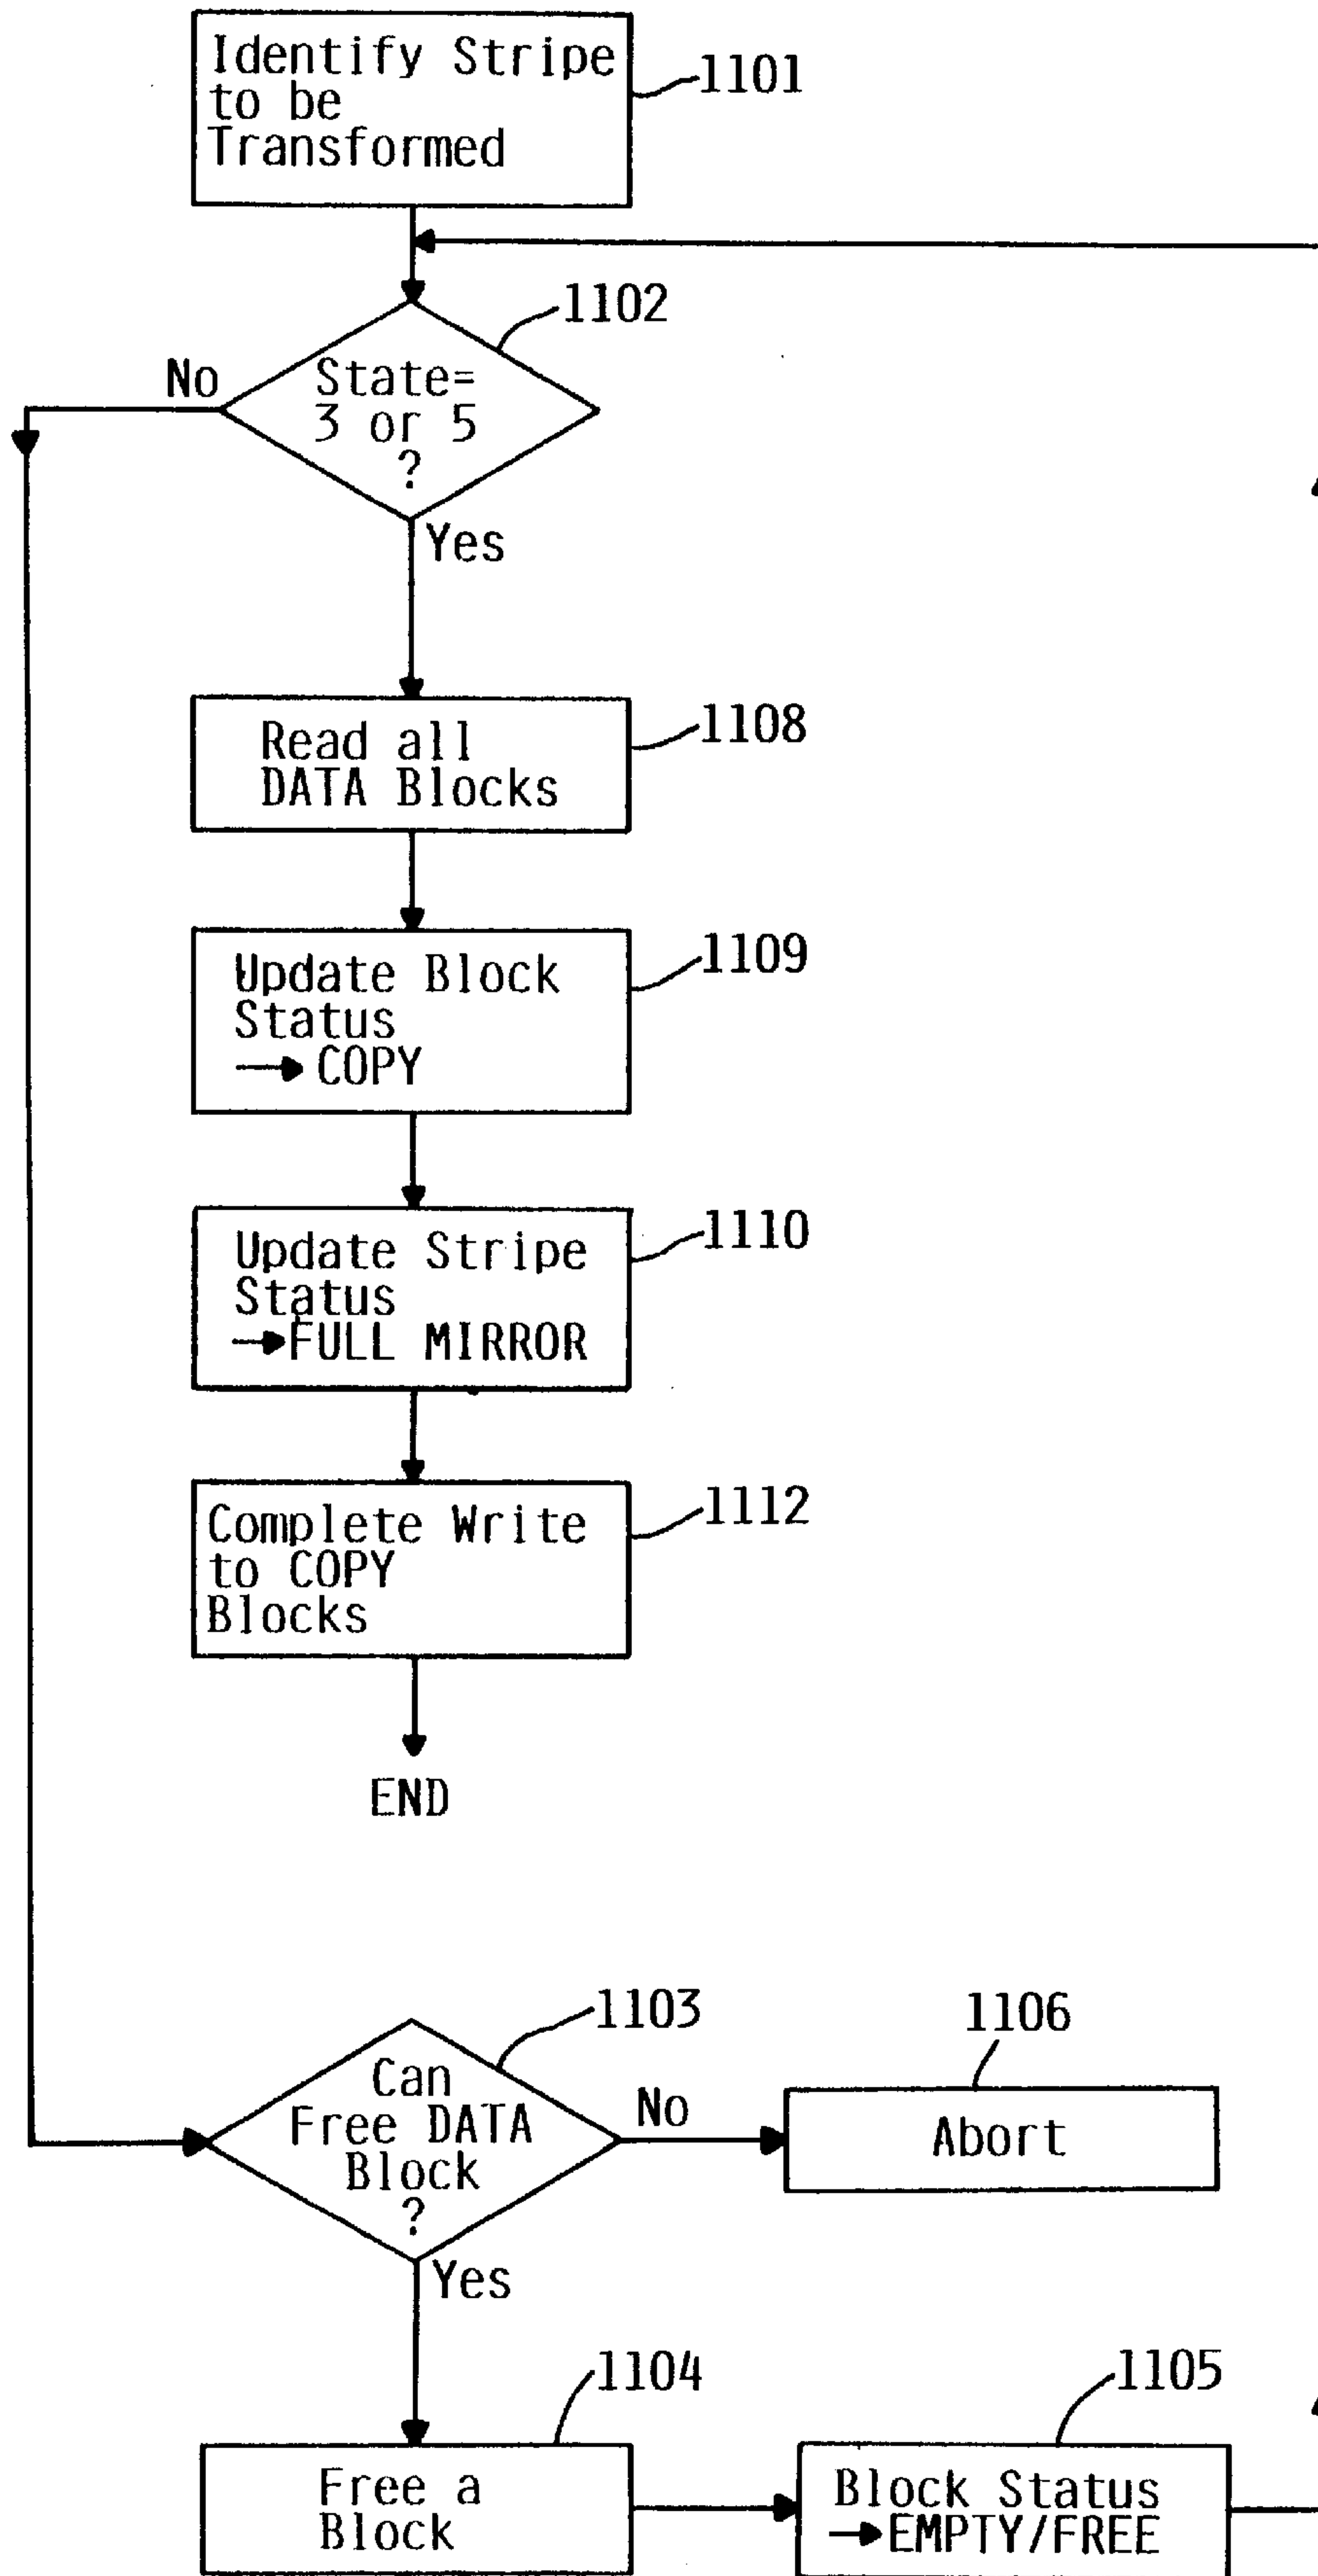 Identify Stripe
to be
Transformed
1101
1102
No
State=
3 or 5
?
Yes
Read all
DATA Blocks
1108
Update Block
Status
COPY
1109
Update Stripe
Status
FULL MIRROR
1110
Complete Write
to COPY
Blocks
1112
END
1103
Can
Free DATA
Block
?
No
1106
Abort
Yes
1104
Free a
Block
1105
Block Status
EMPTY/FREE